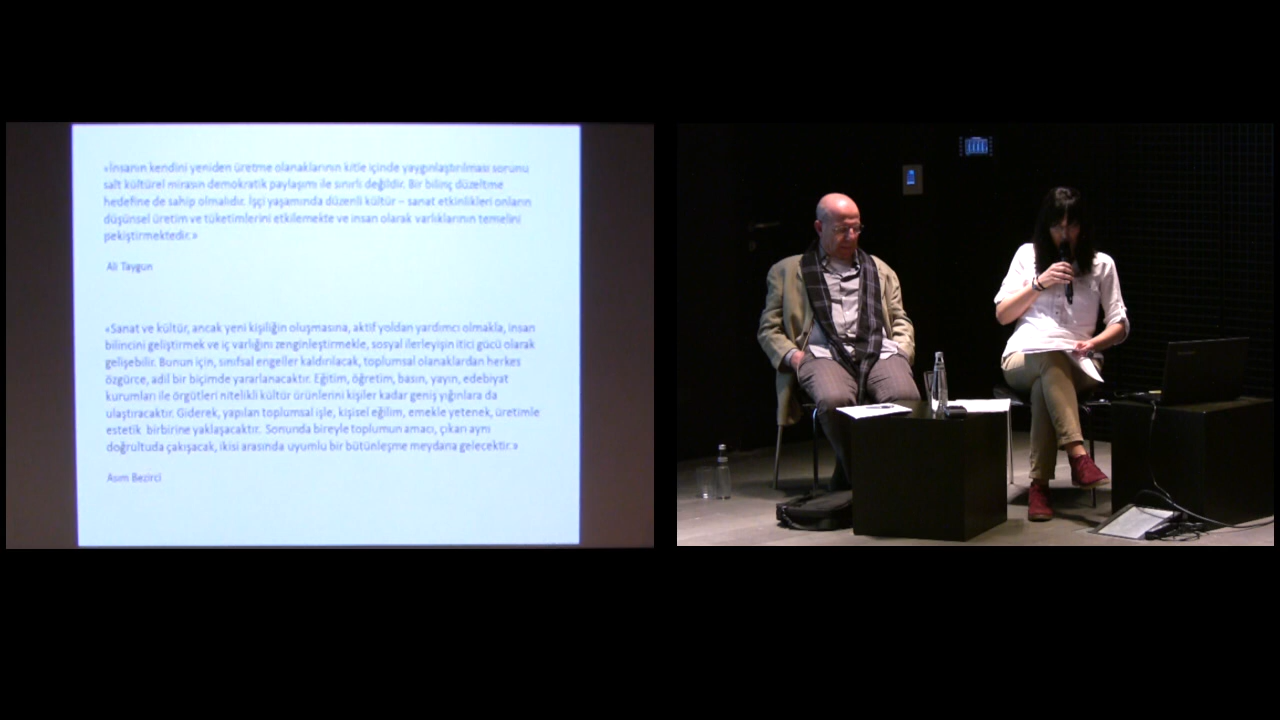 «İnsanın kendini yeniden üretme olanaklarının kitle içinde yaygınlaştırılması sorunu
salt kültürel mirasın demokratik paylaşımı ile sınırlı değildir. Bir bilinç düzeltme
hedefine de sahip olmalıdır. İşçi yaşamında düzenli kültür – sanat etkinlikleri onların
düşünsel üretim ve tüketimlerini etkilemekte ve insan olarak varlıklarının temelini
pekiştirmektedir.»
Ali Taygun
«Sanat ve kültür, ancak yeni kişiliğin oluşmasına, aktif yoldan yardımcı olmakla, insan
bilincini geliştirmek ve iç varlığını zenginleştirmekle, sosyal ilerleyişin itici gücü olarak
gelişebilir. Bunun için, sınıfsal engeller kaldırılacak, toplumsal olanaklardan herkes
özgürce, adil bir biçimde yararlanacaktır. Eğitim, öğretim, basın, yayın, edebiyat
kurumları ile örgütleri nitelikli kültür ürünlerini kişiler kadar geniş yığınlara da
ulaştıracaktır. Giderek, yapılan toplumsal işle, kişisel eğilim, emekle yetenek, üretimle
estetik birbirine yaklaşacaktır. Sonunda bireyle toplumun amacı, çıkarı aynı
doğrultuda çakışacak, ikisi arasında uyumlu bir bütünleşme meydana gelecektir.»
Asım Bezirci